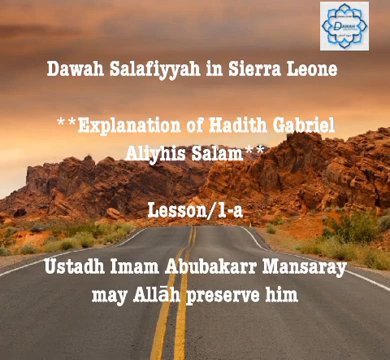 Dawah Salafiyyah in Sierra Leone
**Explanation of Hadith Gabriel
Aliyhis Salam**
Lesson/1-a
Ustadh Imam Abubakarr Mansaray
may Allāh preserve him